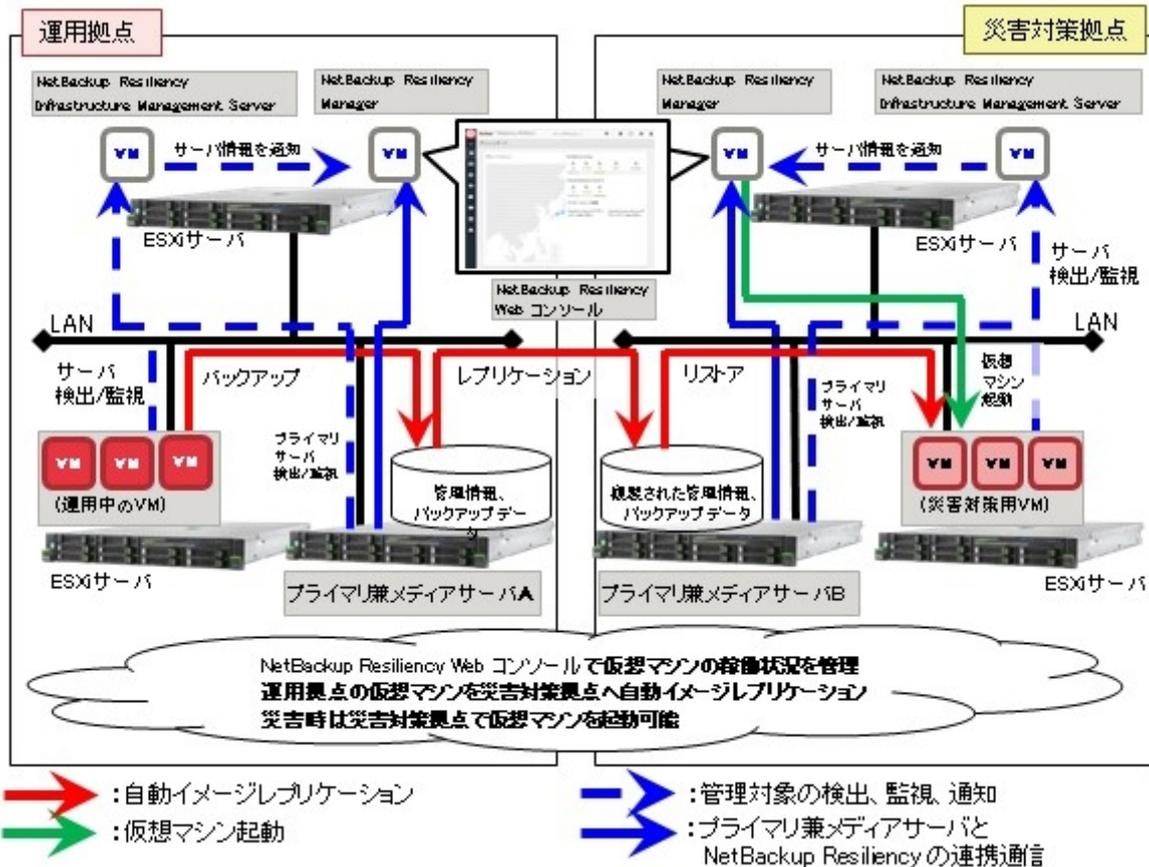 運用拠点
災害対策拠点
NetBackup Resiliency
Infrastructure Management Server
NetBackup Resiliency
Manager
NetBackup Resiliency
Manager
NetBackup Resiliency
Infrastructure Management Server
VM
サーバ情報を通知
VM
VM
サーバ情報を通知
VM
ESXiサーバ
ESXiサーバ
サーバ
検出/監視
NetBackup Resiliency
Web コンソール
LAN
LAN
サーバ
検出/監視
バックアップ
レプリケーション
リストア
仮想
マシン
起動
プライマリ
サーバ
検出/監視
プライマリ
サーバ
検出/監視
VM
VM
VM
(運用中のVM)
管理情報、
バックアップデー
タ
複製された管理情報、
バックアップデータ
VM
VM
VM
(災害対策用VM)
ESXiサーバ
プライマリ兼メディアサーバA
プライマリ兼メディアサーバB
ESXiサーバ
NetBackup Resiliency Web コンソールで仮想マシンの稼働状況を管理
運用拠点の仮想マシンを災害対策拠点へ自動イメージレプリケーション
災害時は災害対策拠点で仮想マシンを起動可能
:自動イメージレプリケーション
:管理対象の検出、監視、通知
:仮想マシン起動
:プライマリ兼メディアサーバと
NetBackup Resiliencyの連携通信